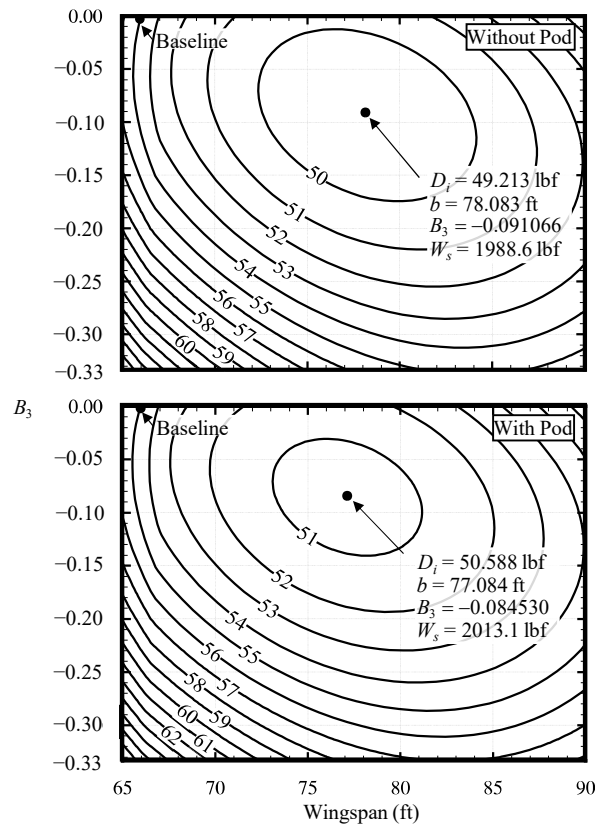 0.00
Baseline
Without Pod
−0.05
−0.10
−0.15
−0.20
−0.25
−0.30
−0.33
50
51
52
53
54
55
56
57
58
59
60
Di = 49.213 lbf
b = 78.083 ft
B3 = −0.091066
Ws = 1988.6 lbf
B3
0.00
Baseline
With Pod
−0.05
−0.10
−0.15
−0.20
−0.25
−0.30
−0.33
51
52
53
54
55
56
57
58
59
60
61
62
Di = 50.588 lbf
b = 77.084 ft
B3 = −0.084530
Ws = 2013.1 lbf
65 70 75 80 85 90
Wingspan (ft)